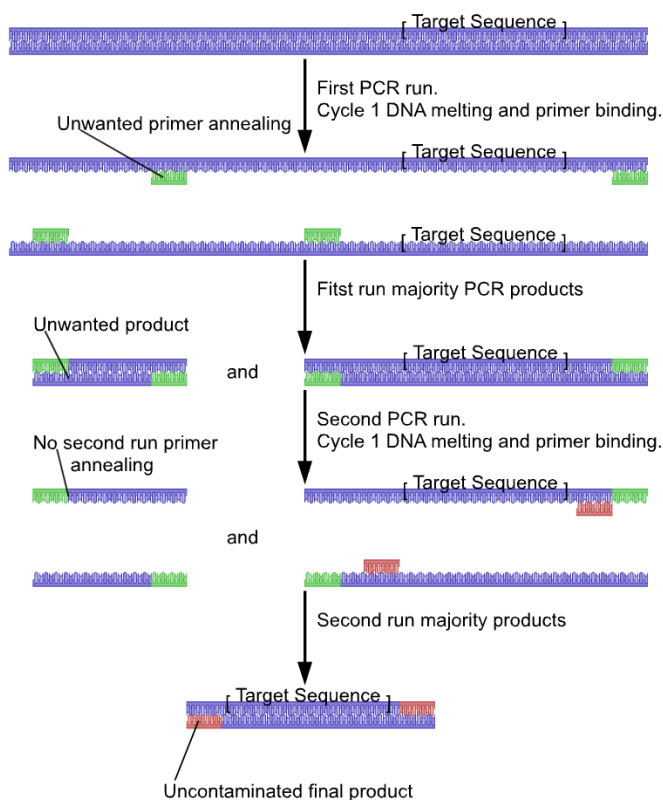 [ Target Sequence ]
First PCR run.
Cycle 1 DNA melting and primer binding.
Unwanted primer annealing
[ Target Sequence ]
[ Target Sequence ]
Fitst run majority PCR products
Unwanted product
and
[ Target Sequence ]
Second PCR run.
Cycle 1 DNA melting and primer binding.
No second run primer
annealing
[ Target Sequence ]
and
Second run majority products
[ Target Sequence ]
Uncontaminated final product